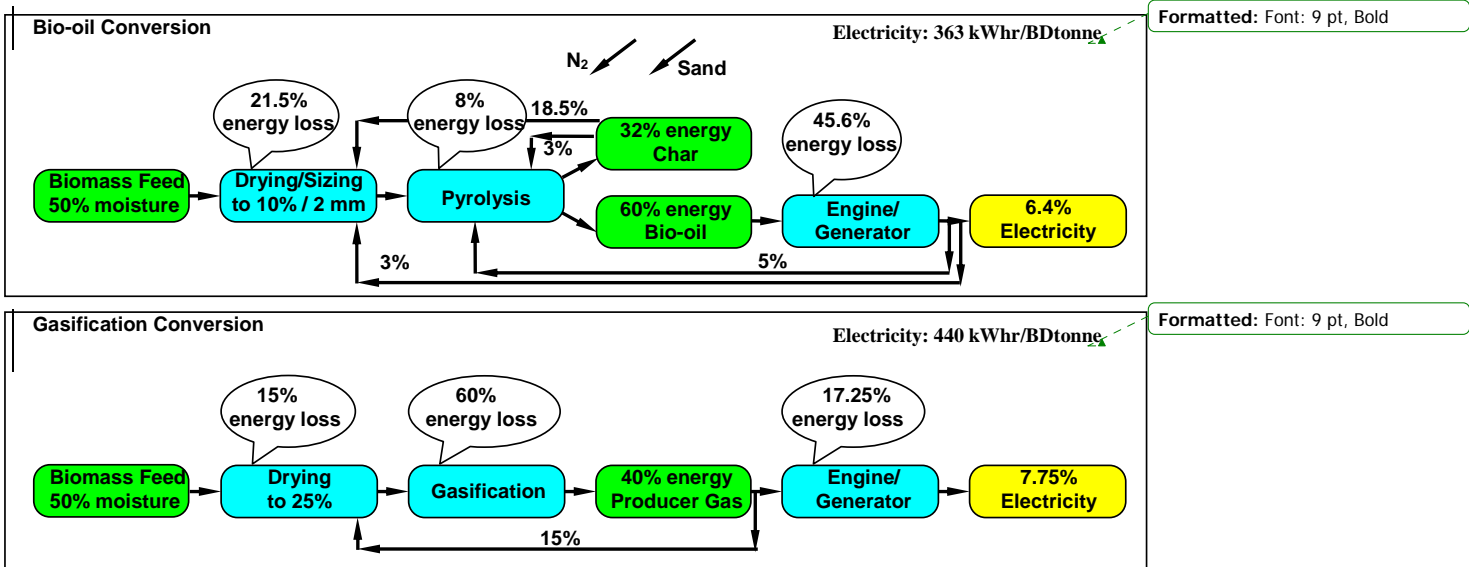 Bio-oil Conversion
Electricity: 363 kWhr/BDtonne
Formatted: Font: 9 pt, Bold
N2
Sand
21.5%
energy loss
8%
energy loss
18.5%
3%
32% energy
Char
45.6%
energy loss
Biomass Feed
50% moisture
Drying/Sizing
to 10% / 2 mm
Pyrolysis
60% energy
Bio-oil
Engine/
Generator
6.4%
Electricity
3%
5%
Gasification Conversion
Electricity: 440 kWhr/BDtonne
Formatted: Font: 9 pt, Bold
15%
energy loss
60%
energy loss
17.25%
energy loss
Biomass Feed
50% moisture
Drying
to 25%
Gasification
40% energy
Producer Gas
Engine/
Generator
7.75%
Electricity
15%